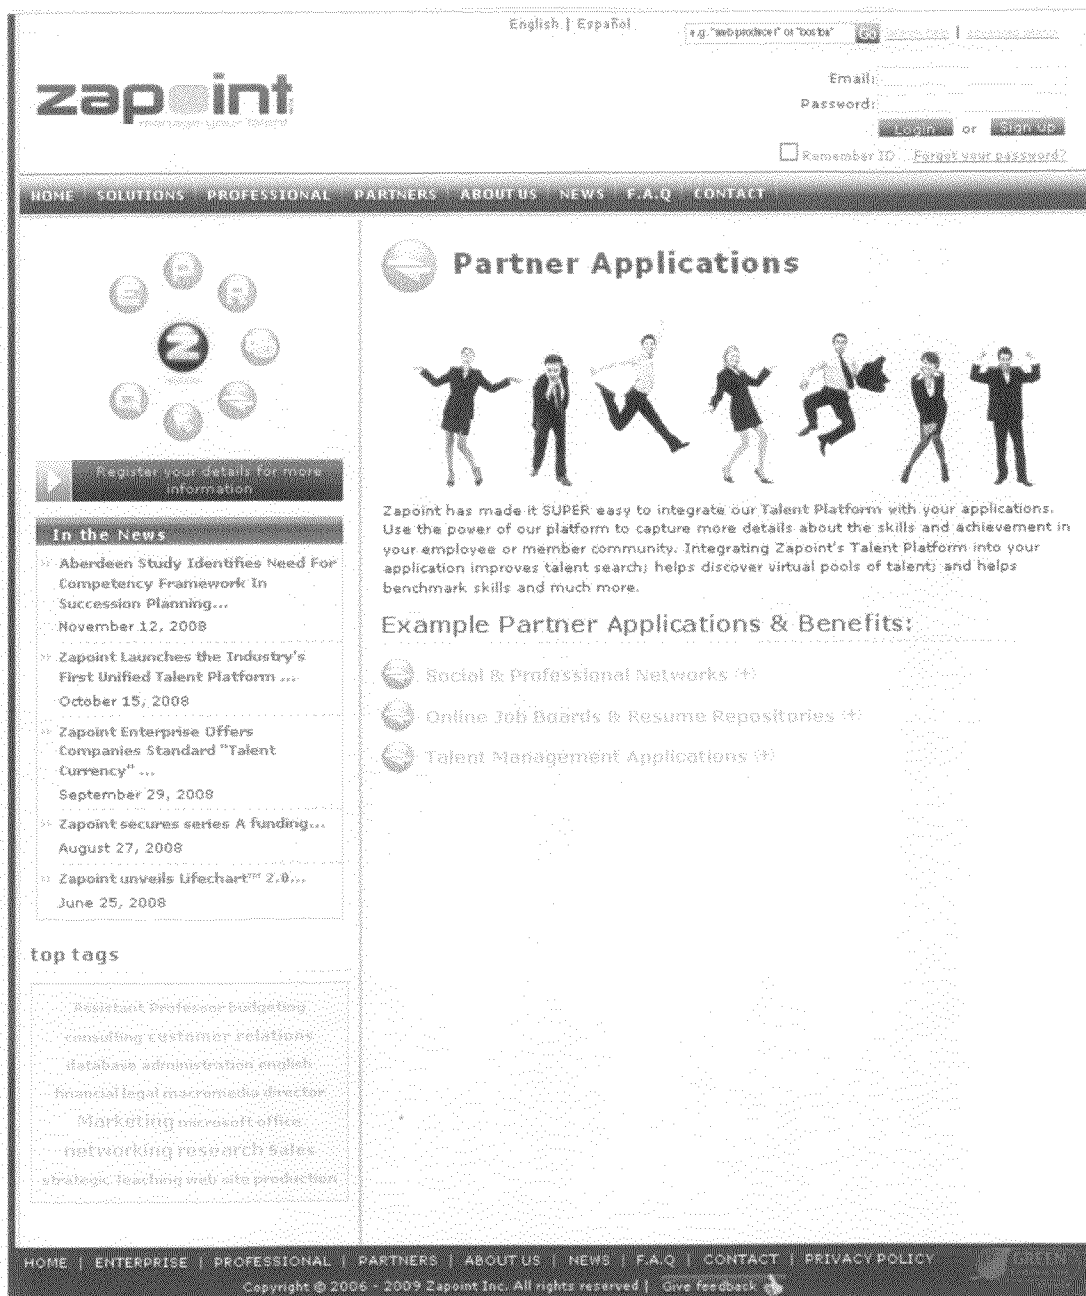 English | Español
e.g. "web producer" or "boston" GO
zapoint
manage your talent
Email:
Password:
Login or Sign up
Remember ID Forgot your password?
HOME SOLUTIONS PROFESSIONAL PARTNERS ABOUT US NEWS F.A.Q CONTACT
E P A
Z
Register your details for more
information
In the News
» Aberdeen Study Identifies Need For
Competency Framework In
Succession Planning...
November 12, 2008
» Zapoint Launches the Industry's
First Unified Talent Platform ...
October 15, 2008
» Zapoint Enterprise Offers
Companies Standard "Talent
Currency" ...
September 29, 2008
» Zapoint secures series A funding...
August 27, 2008
» Zapoint unveils Lifechart™ 2.0...
June 25, 2008
top tags
Assistant Professor budgeting
consulting customer relations
database administration english
financial legal macromedia director
Marketing microsoft office
networking research Sales
strategic Teaching web site production
Partner Applications
Zapoint has made it SUPER easy to integrate our Talent Platform with your applications.
Use the power of our platform to capture more details about the skills and achievement in
your employee or member community. Integrating Zapoint's Talent Platform into your
application improves talent search; helps discover virtual pools of talent; and helps
benchmark skills and much more.
Example Partner Applications & Benefits:
Social & Professional Networks (+)
Online Job Boards & Resume Repositories (+)
Talent Management Applications (+)
HOME | ENTERPRISE | PROFESSIONAL | PARTNERS | ABOUT US | NEWS | F.A.Q | CONTACT | PRIVACY POLICY
GREEN
Copyright © 2006 - 2009 Zapoint Inc. All rights reserved | Give feedback